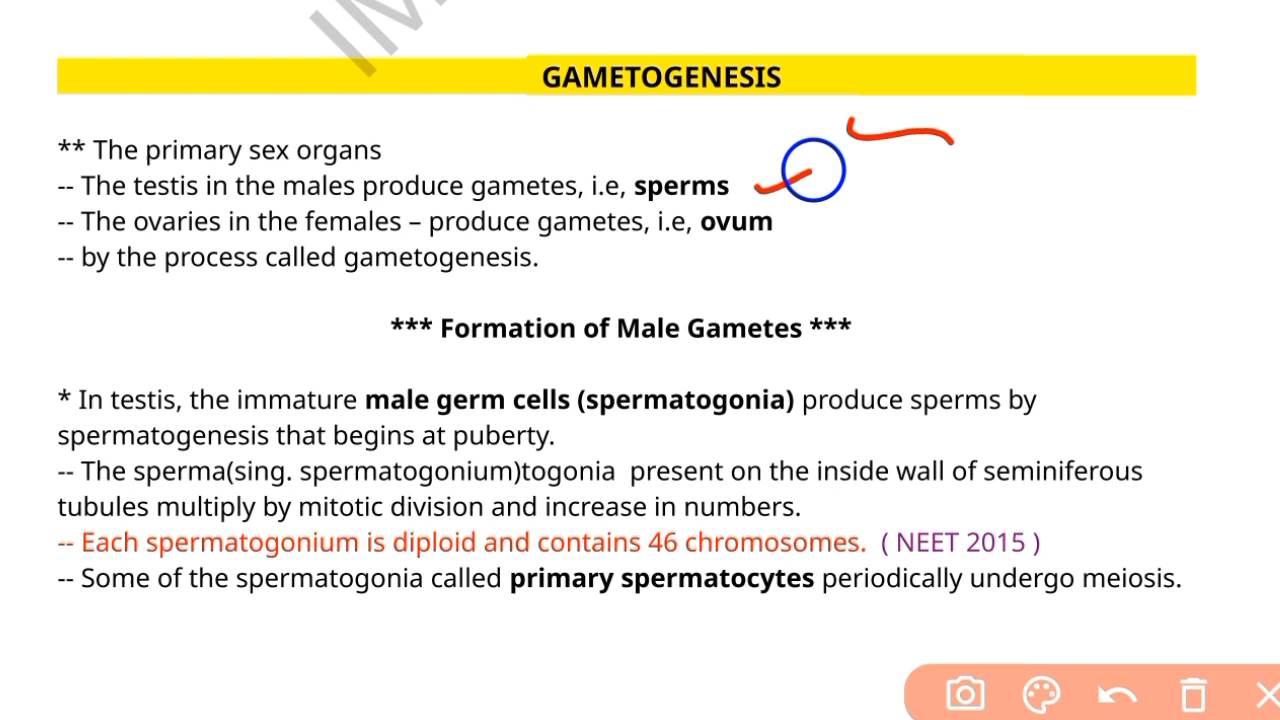 GAMETOGENESIS
** The primary sex organs
-- The testis in the males produce gametes, i.e, sperms
-- The ovaries in the females – produce gametes, i.e, ovum
-- by the process called gametogenesis.
*** Formation of Male Gametes ***
* In testis, the immature male germ cells (spermatogonia) produce sperms by
spermatogenesis that begins at puberty.
-- The sperma(sing. spermatogonium)togonia  present on the inside wall of seminiferous
tubules multiply by mitotic division and increase in numbers.
-- Each spermatogonium is diploid and contains 46 chromosomes.  ( NEET 2015 )
-- Some of the spermatogonia called primary spermatocytes periodically undergo meiosis.